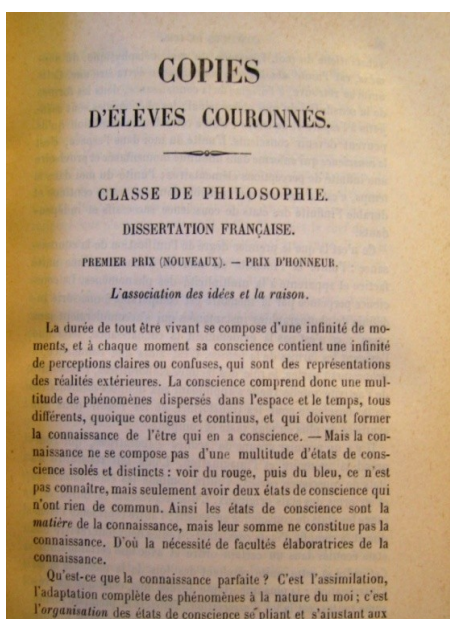 COPIES
D'ÉLÈVES COURONNÉS.
CLASSE DE PHILOSOPHIE.
DISSERTATION FRANÇAISE.
PREMIER PRIX (NOUVEAUX). — PRIX D'HONNEUR.
L'association des idées et la raison.
La durée de tout être vivant se compose d'une infinité de mo-
ments, et à chaque moment sa conscience contient une infinité
de perceptions claires ou confuses, qui sont des représentations
des réalités extérieures. La conscience comprend donc une mul-
titude de phénomènes dispersés dans l'espace et le temps, tous
différents, quoique contigus et continus, et qui doivent former
la connaissance de l'être qui en a conscience. — Mais la con-
naissance ne se compose pas d'une multitude d'états de cons-
cience isolés et distincts : voir du rouge, puis du bleu, ce n'est
pas connaître, mais seulement avoir deux états de conscience qui
n'ont rien de commun. Ainsi les états de conscience sont la
matière de la connaissance, mais leur somme ne constitue pas la
connaissance. D'où la nécessité de facultés élaboratrices de la
connaissance.
Qu'est-ce que la connaissance parfaite ? C'est l'assimilation,
l'adaptation complète des phénomènes à la nature du moi ; c'est
l'organisation des états de conscience se pliant et s'ajustant aux